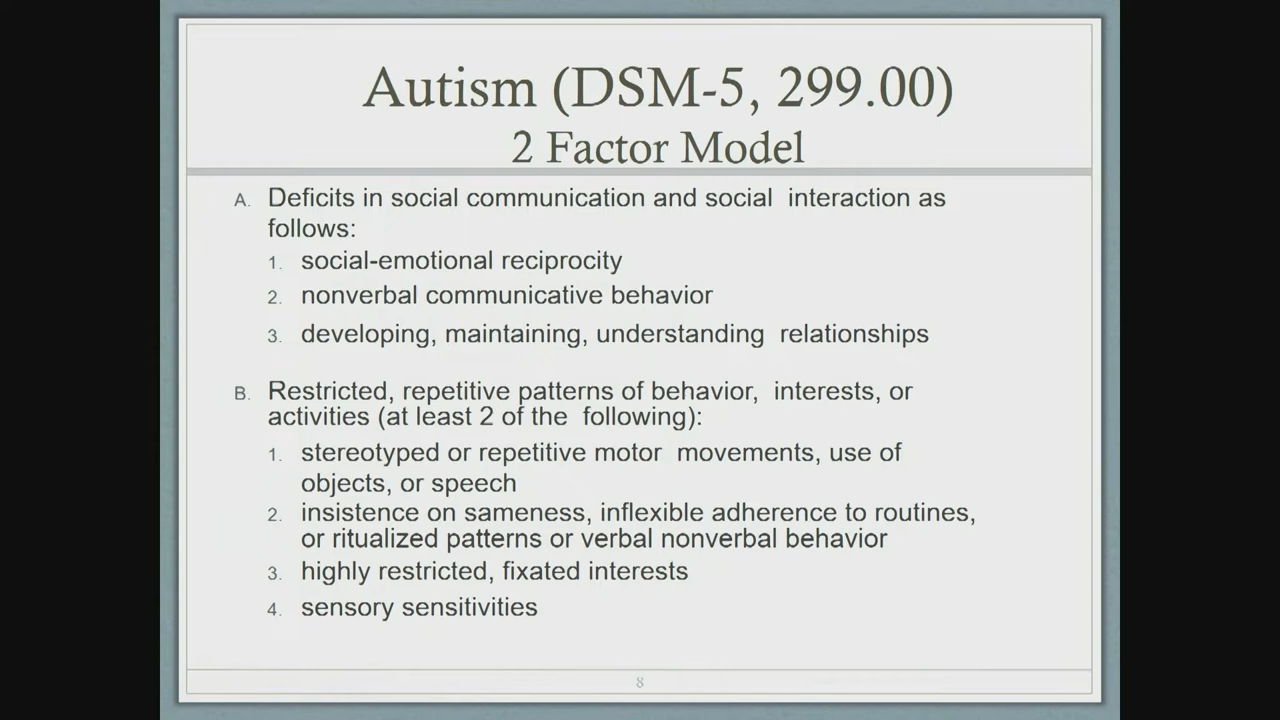 Autism (DSM-5, 299.00)
2 Factor Model
A. Deficits in social communication and social interaction as
follows:
1. social-emotional reciprocity
2. nonverbal communicative behavior
3. developing, maintaining, understanding relationships
B. Restricted, repetitive patterns of behavior, interests, or
activities (at least 2 of the following):
1. stereotyped or repetitive motor movements, use of
objects, or speech
2. insistence on sameness, inflexible adherence to routines,
or ritualized patterns or verbal nonverbal behavior
3. highly restricted, fixated interests
4. sensory sensitivities
8